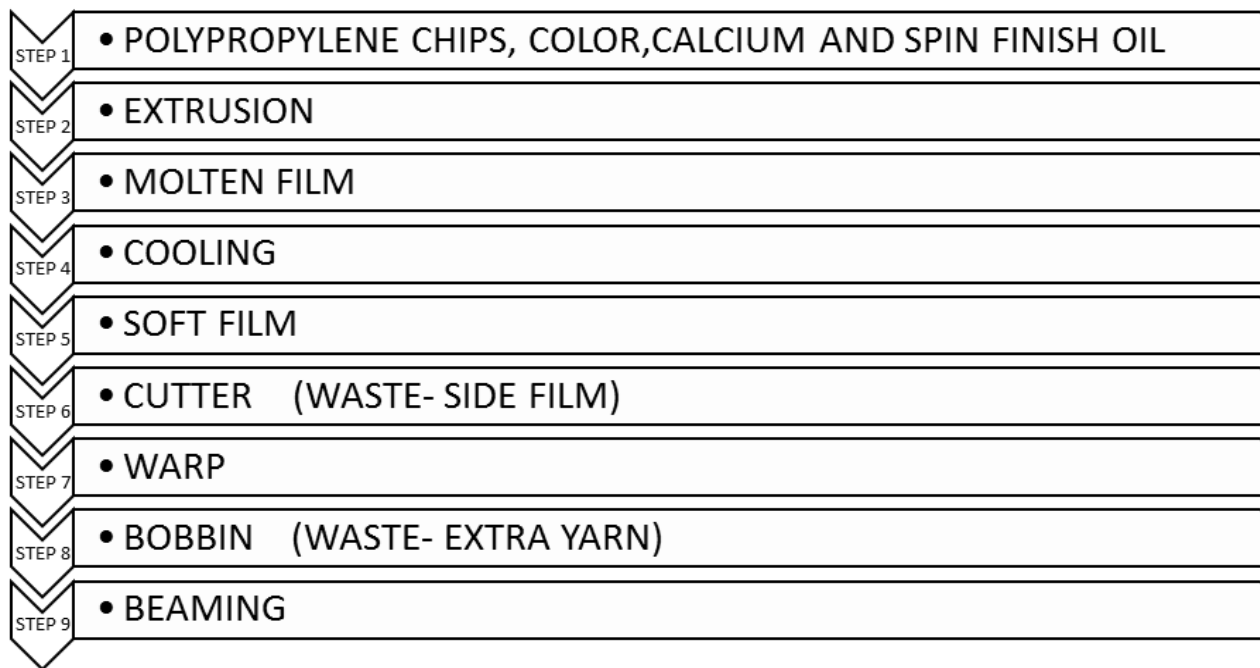 STEP 1 • POLYPROPYLENE CHIPS, COLOR,CALCIUM AND SPIN FINISH OIL
STEP 2 • EXTRUSION
STEP 3 • MOLTEN FILM
STEP 4 • COOLING
STEP 5 • SOFT FILM
STEP 6 • CUTTER (WASTE- SIDE FILM)
STEP 7 • WARP
STEP 8 • BOBBIN (WASTE- EXTRA YARN)
STEP 9 • BEAMING